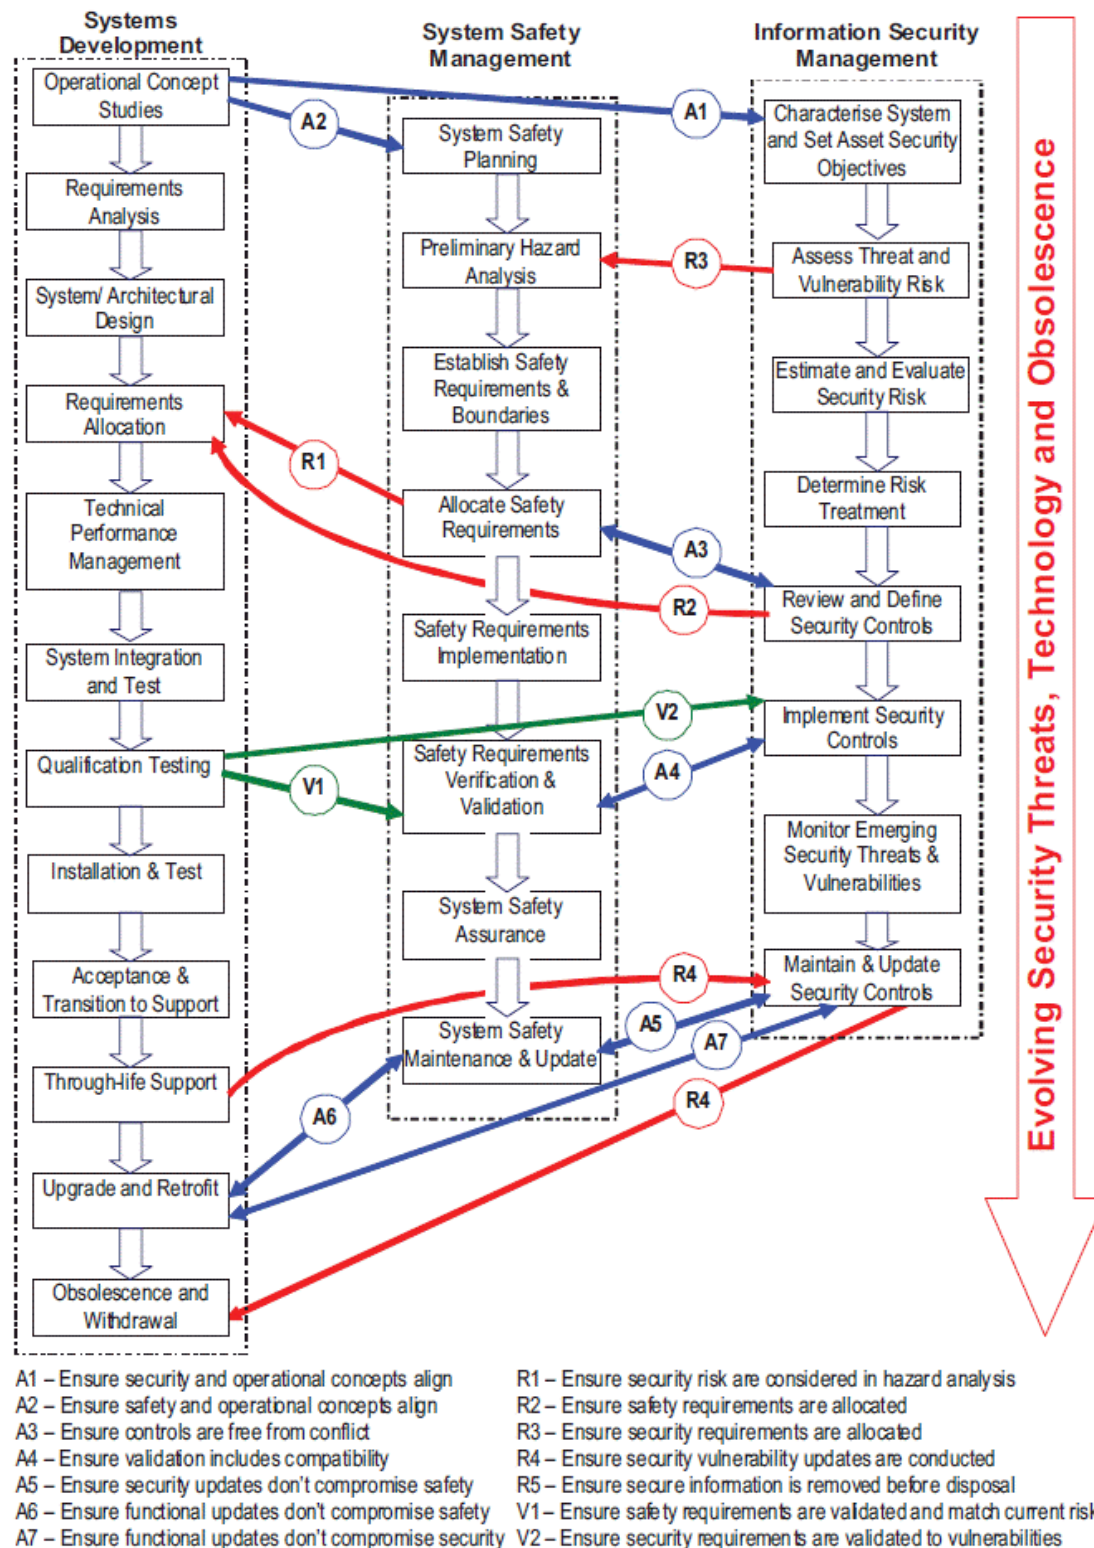 Systems
Development
System Safety
Management
Information Security
Management
Operational Concept
Studies
Requirements
Analysis
System/ Architectural
Design
Requirements
Allocation
Technical
Performance
Management
System Integration
and Test
Qualification Testing
Installation & Test
Acceptance &
Transition to Support
Through-life Support
Upgrade and Retrofit
Obsolescence and
Withdrawal
System Safety
Planning
Preliminary Hazard
Analysis
Establish Safety
Requirements &
Boundaries
Allocate Safety
Requirements
Safety Requirements
Implementation
Safety Requirements
Verification &
Validation
System Safety
Assurance
System Safety
Maintenance & Update
Characterise System
and Set Asset Security
Objectives
Assess Threat and
Vulnerability Risk
Estimate and Evaluate
Security Risk
Determine Risk
Treatment
Review and Define
Security Controls
Implement Security
Controls
Monitor Emerging
Security Threats &
Vulnerabilities
Maintain & Update
Security Controls
A1
A2
R3
R1
A3
R2
V2
A4
V1
R4
A5
A7
R4
A6
Evolving Security Threats, Technology and Obsolescence
A1 – Ensure security and operational concepts align
A2 – Ensure safety and operational concepts align
A3 – Ensure controls are free from conflict
A4 – Ensure validation includes compatibility
A5 – Ensure security updates don't compromise safety
A6 – Ensure functional updates don't compromise safety
A7 – Ensure functional updates don't compromise security
R1 – Ensure security risk are considered in hazard analysis
R2 – Ensure safety requirements are allocated
R3 – Ensure security requirements are allocated
R4 – Ensure security vulnerability updates are conducted
R5 – Ensure secure information is removed before disposal
V1 – Ensure safety requirements are validated and match current risk
V2 – Ensure security requirements are validated to vulnerabilities